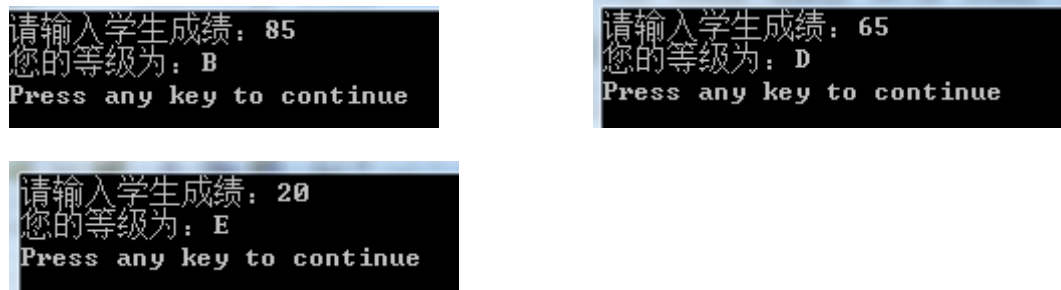 请输入学生成绩：85
您的等级为：B
Press any key to continue
请输入学生成绩：65
您的等级为：D
Press any key to continue
请输入学生成绩：20
您的等级为：E
Press any key to continue